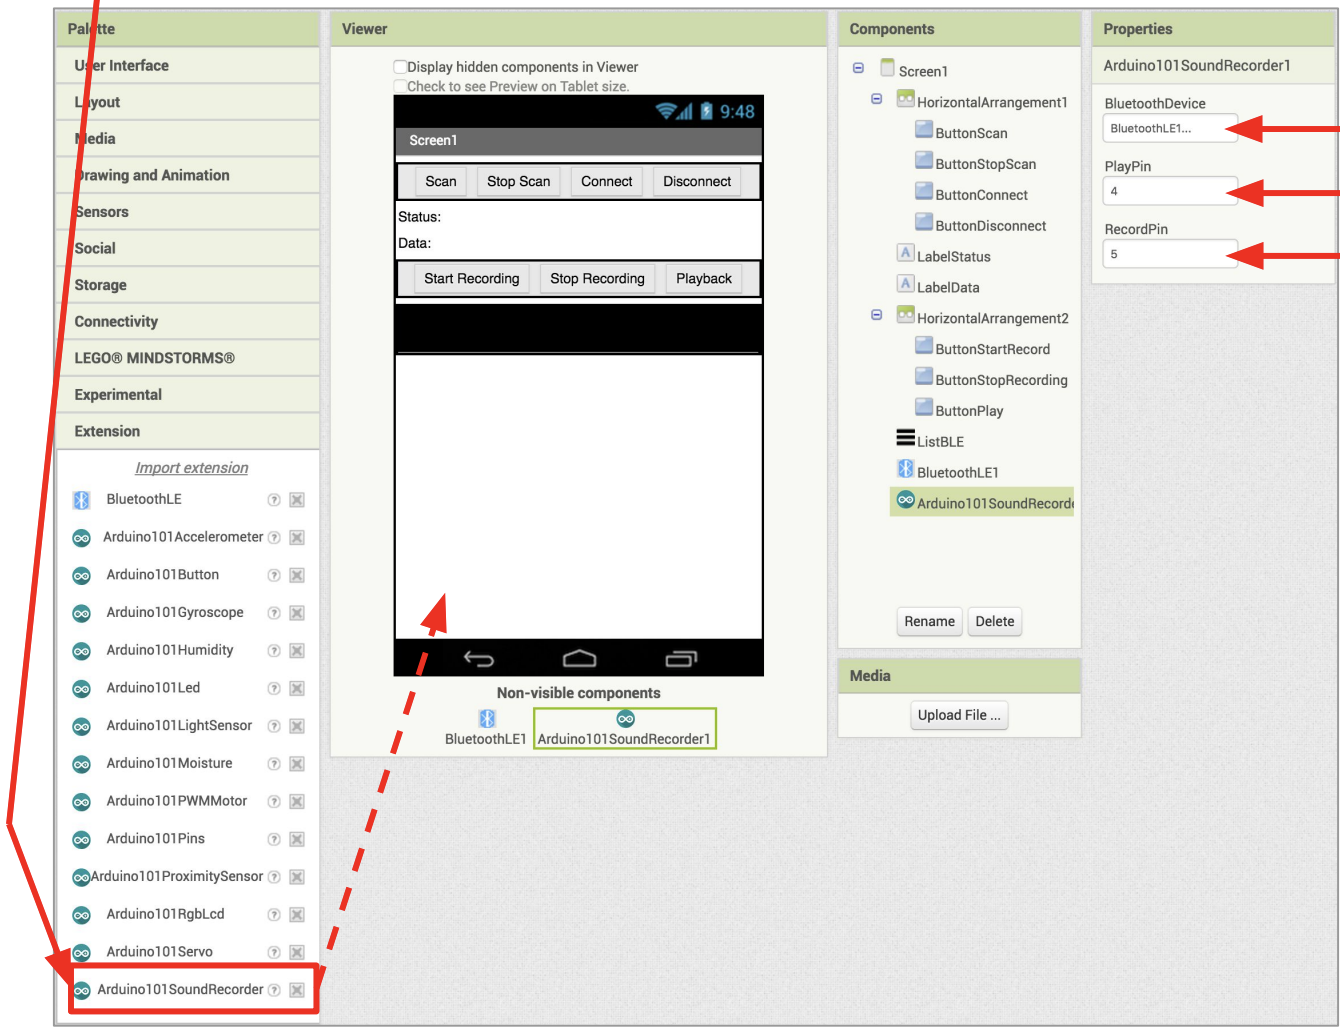 Palette
User Interface
Layout
Media
Drawing and Animation
Sensors
Social
Storage
Connectivity
LEGO® MINDSTORMS®
Experimental
Extension
Import extension
BluetoothLE ?
Arduino101Accelerometer ?
Arduino101Button ?
Arduino101Gyroscope ?
Arduino101Humidity ?
Arduino101Led ?
Arduino101LightSensor ?
Arduino101Moisture ?
Arduino101PWMMotor ?
Arduino101Pins ?
Arduino101ProximitySensor ?
Arduino101RgbLcd ?
Arduino101Servo ?
Arduino101SoundRecorder ?
Viewer
Display hidden components in Viewer
Check to see Preview on Tablet size.
9:48
Screen1
Scan Stop Scan Connect Disconnect
Status:
Data:
Start Recording Stop Recording Playback
Non-visible components
BluetoothLE1 Arduino101SoundRecorder1
Components
Screen1
HorizontalArrangement1
ButtonScan
ButtonStopScan
ButtonConnect
ButtonDisconnect
A LabelStatus
A LabelData
HorizontalArrangement2
ButtonStartRecord
ButtonStopRecording
ButtonPlay
ListBLE
BluetoothLE1
Arduino101SoundRecorde
Rename Delete
Media
Upload File ...
Properties
Arduino101SoundRecorder1
BluetoothDevice
BluetoothLE1...
PlayPin
4
RecordPin
5